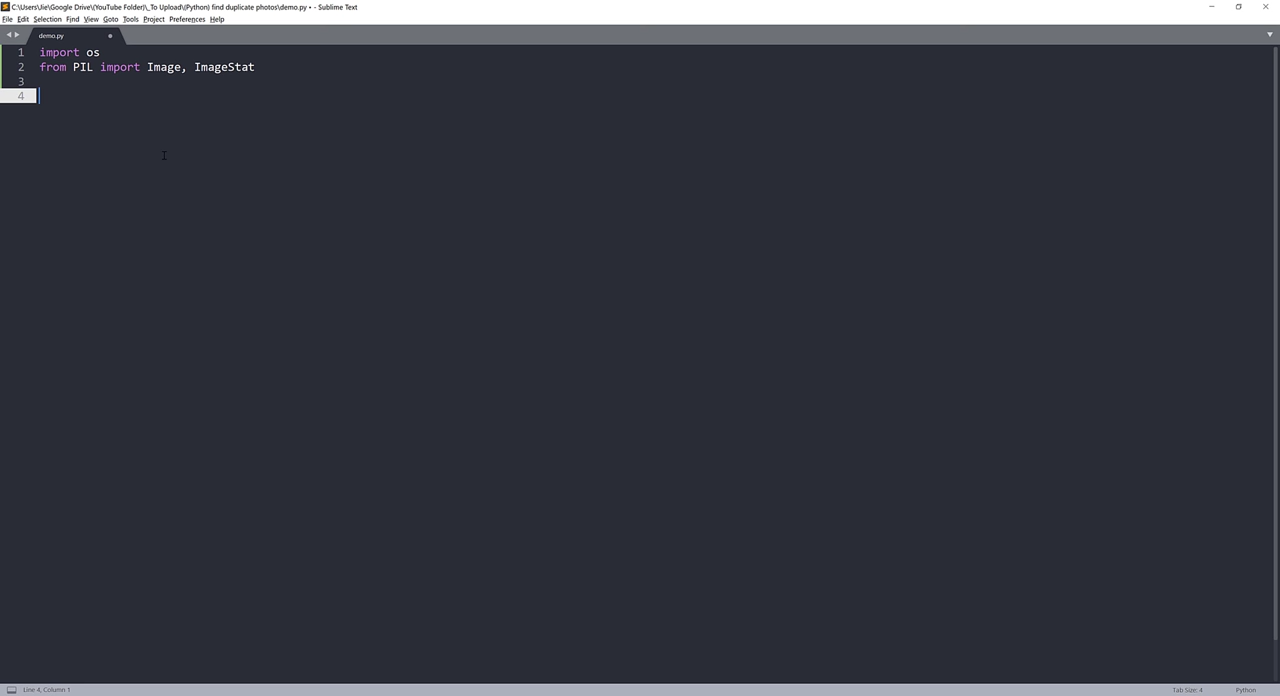 C:\Users\Jie\Google Drive\(YouTube Folder)\_To Upload\(Python) find duplicate photos\demo.py • - Sublime Text
File Edit Selection Find View Goto Tools Project Preferences Help
demo.py
1 import os
2 from PIL import Image, ImageStat
3
4
Line 4, Column 1 Tab Size: 4 Python